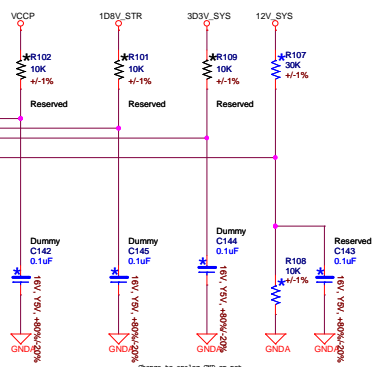 VCCP 1D8V_STR 3D3V_SYS 12V_SYS
*R102
10K
+/-1%
Reserved
*R101
10K
+/-1%
Reserved
*R109
10K
+/-1%
Reserved
*R107
30K
+/-1%
Dummy
C142
0.1uF
*
16V, Y5V, +80%/-20%
GNDA
Dummy
C145
0.1uF
*
16V, Y5V, +80%/-20%
GNDA
Dummy
C144
0.1uF
*
16V, Y5V, +80%/-20%
GNDA
R108
*10K
+/-1%
GNDA
Reserved
C143
0.1uF
*
16V, Y5V, +80%/-20%
GNDA